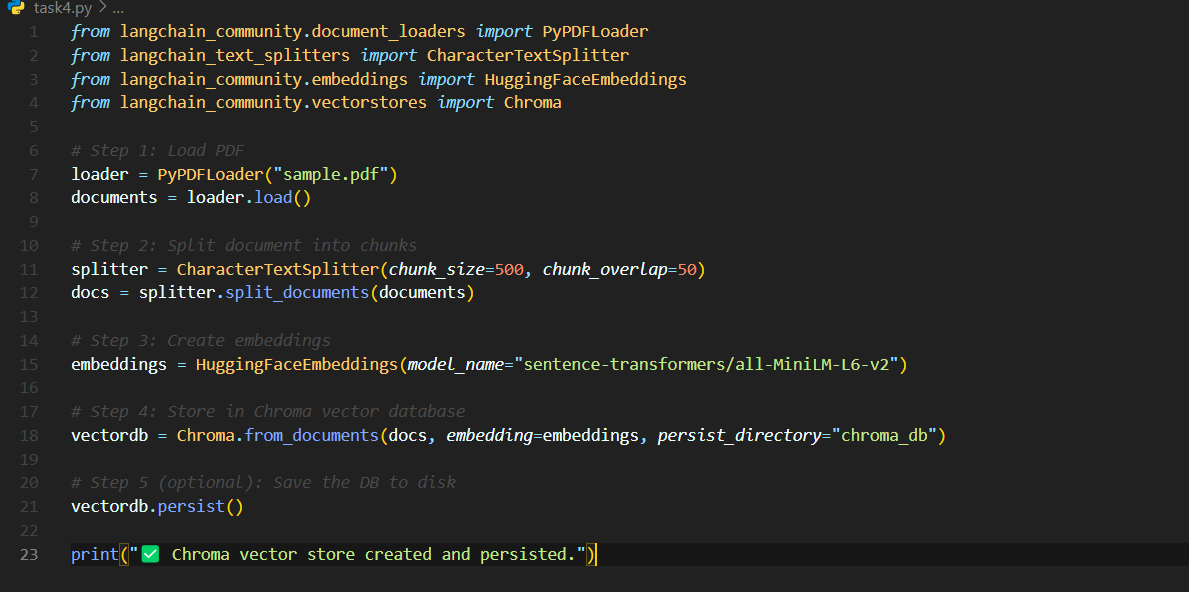 task4.py > ...
1 from langchain_community.document_loaders import PyPDFLoader
2 from langchain_text_splitters import CharacterTextSplitter
3 from langchain_community.embeddings import HuggingFaceEmbeddings
4 from langchain_community.vectorstores import Chroma
5
6 # Step 1: Load PDF
7 loader = PyPDFLoader("sample.pdf")
8 documents = loader.load()
9
10 # Step 2: Split document into chunks
11 splitter = CharacterTextSplitter(chunk_size=500, chunk_overlap=50)
12 docs = splitter.split_documents(documents)
13
14 # Step 3: Create embeddings
15 embeddings = HuggingFaceEmbeddings(model_name="sentence-transformers/all-MiniLM-L6-v2")
16
17 # Step 4: Store in Chroma vector database
18 vectordb = Chroma.from_documents(docs, embedding=embeddings, persist_directory="chroma_db")
19
20 # Step 5 (optional): Save the DB to disk
21 vectordb.persist()
22
23 print("✅ Chroma vector store created and persisted.")